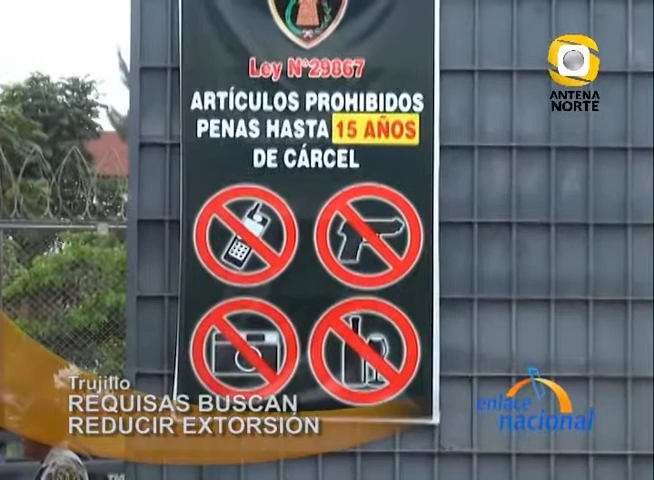 Ley N°29867
ARTÍCULOS PROHIBIDOS
PENAS HASTA 15 AÑOS
DE CÁRCEL
ANTENA
NORTE
Trujillo
REQUISAS BUSCAN
REDUCIR EXTORSIÓN
enlace
nacional